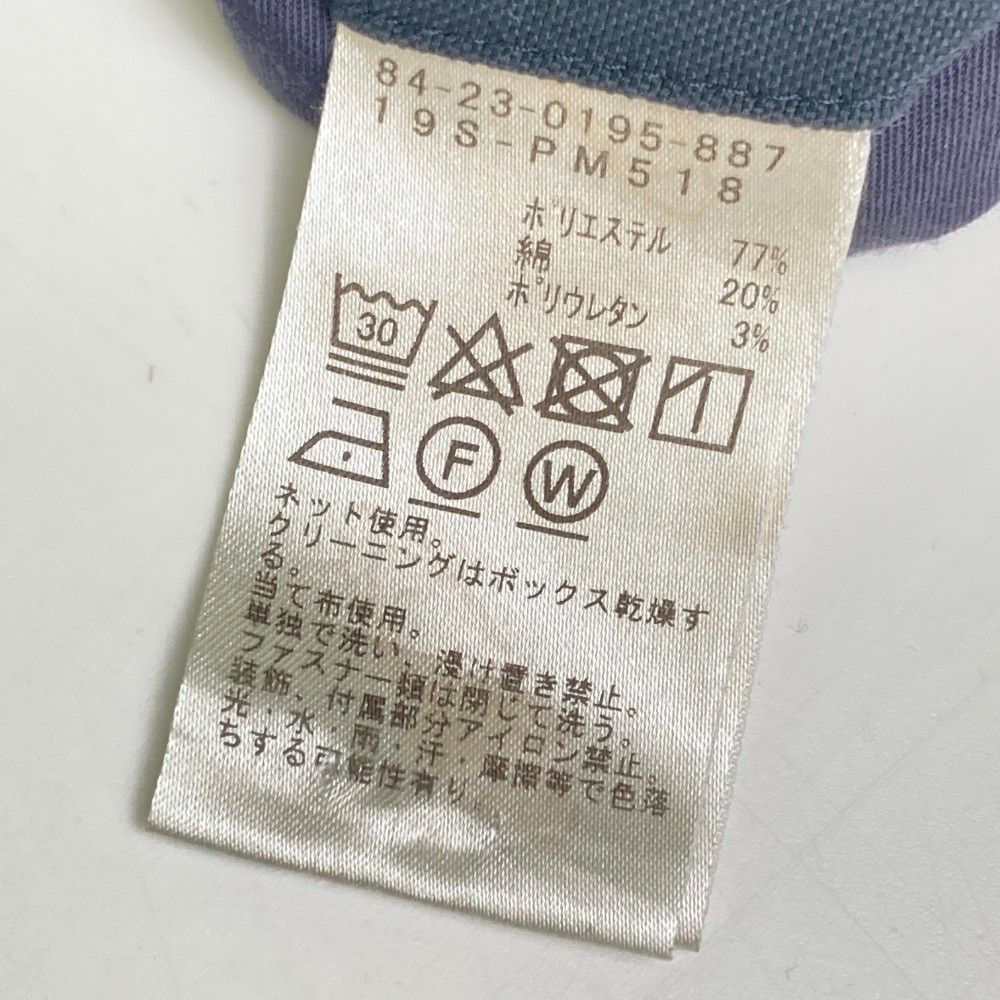 84-23-0195-887
19S-PM518
ポリエステル 77%
綿 20%
ポリウレタン 3%
30
F W
ネット使用。
クリーニングはボックス乾燥す
る。
当て布使用。
単独で洗い、浸け置き禁止。
ファスナー類は閉じて洗う。
装飾、付属部分アイロン禁止。
光・水・雨・汗・摩擦等で色落
ちする可能性有り